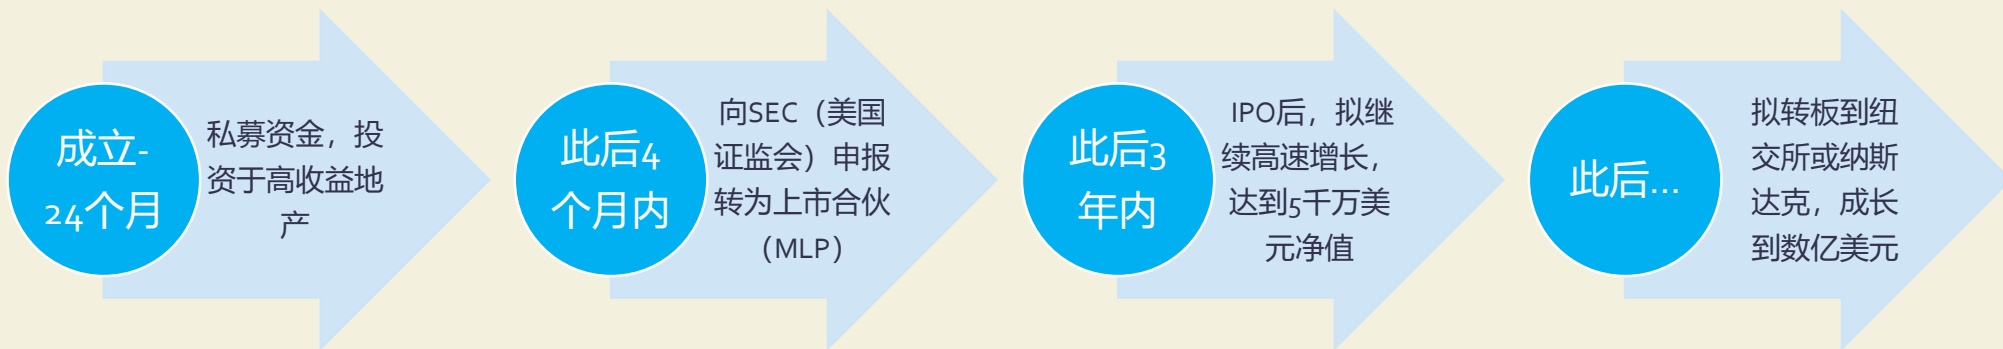 成立-
24个月
私募资金，投
资于高收益地
产
此后4
个月内
向SEC（美国
证监会）申报
转为上市合伙
（MLP）
此后3
年内
IPO后，拟继
续高速增长，
达到5千万美
元净值
此后...
拟转板到纽
交所或纳斯
达克，成长
到数亿美元